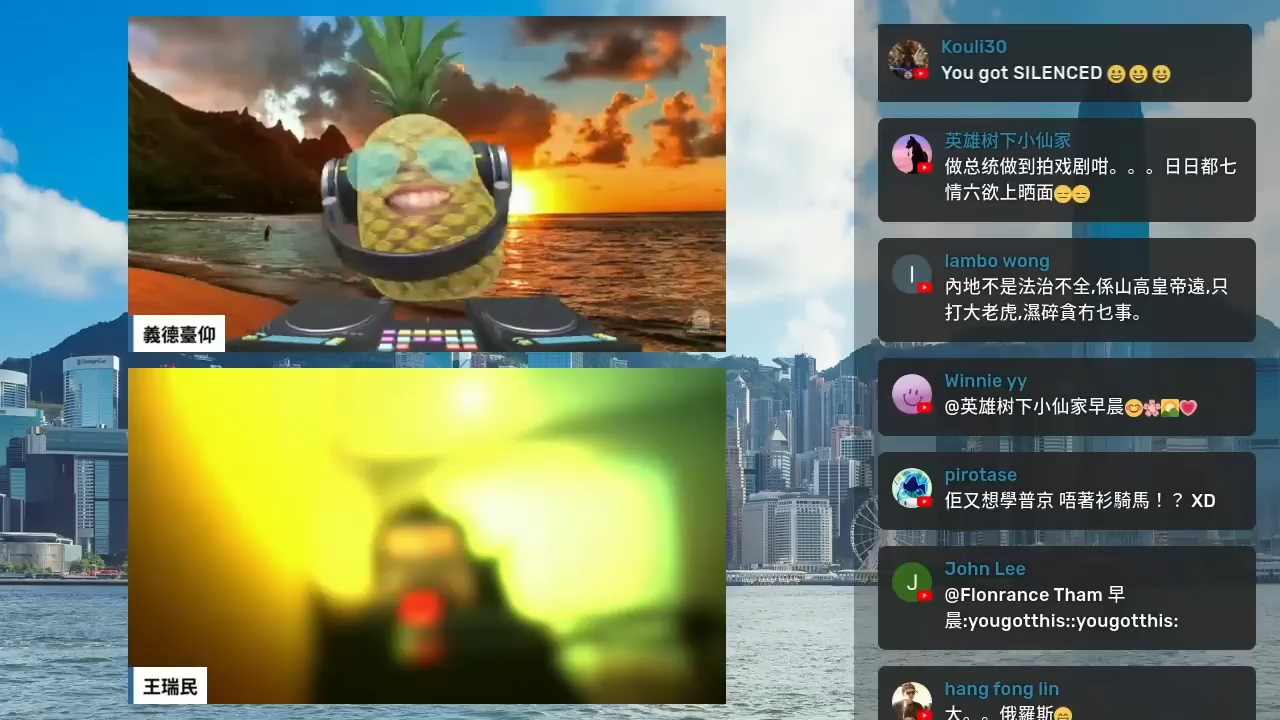 義德臺仰
王瑞民
Kouli30
You got SILENCED 😃 😃 😃
英雄树下小仙家
做总统做到拍戏剧咁。。。日日都七
情六欲上晒面😑😑
lambo wong
內地不是法治不全,係山高皇帝遠,只
打大老虎,濕碎貪冇乜事。
Winnie yy
@英雄树下小仙家早晨😊🌸🌄💗
pirotase
佢又想學普京 唔著衫騎馬！？ XD
John Lee
J
@Flonrance Tham 早
晨:yougotthis::yougotthis:
hang fong lin
大。。俄羅斯😄